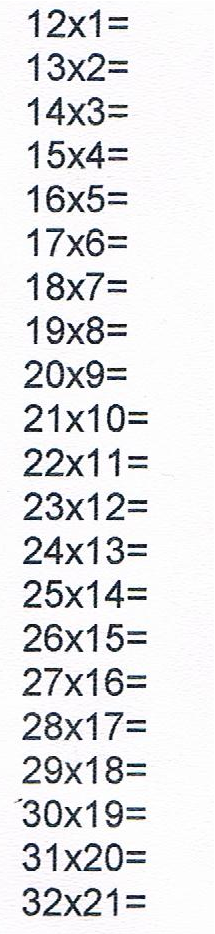 12x1=
13x2=
14x3=
15x4=
16x5=
17x6=
18x7=
19x8=
20x9=
21x10=
22x11=
23x12=
24x13=
25x14=
26x15=
27x16=
28x17=
29x18=
30x19=
31x20=
32x21=